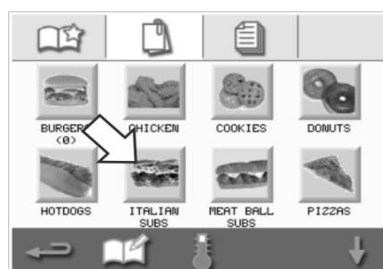 BURGERS CHICKEN COOKIES DONUTS
(0)
HOTDOGS ITALIAN MEAT BALL PIZZAS
SUBS SUBS